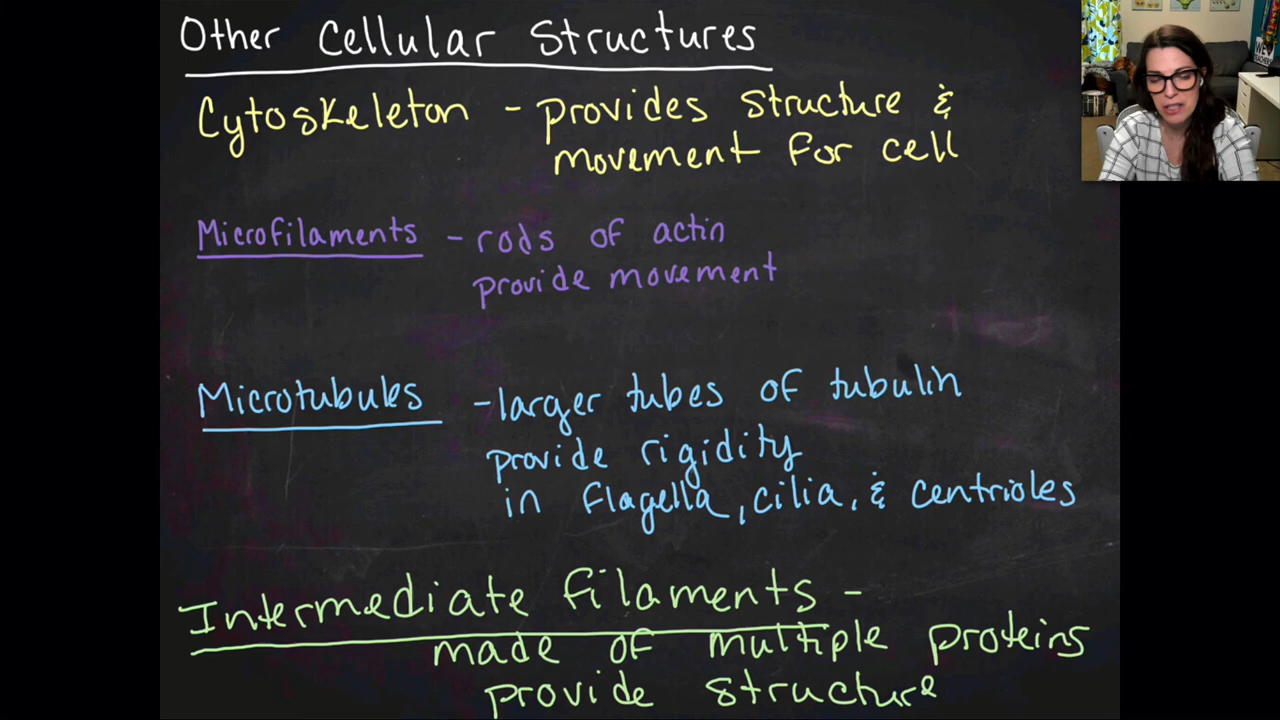 Other Cellular Structures
Cytoskeleton - provides structure &
movement for cell
Microfilaments - rods of actin
provide movement
Microtubules - larger tubes of tubulin
provide rigidity
in flagella, cilia, & centrioles
Intermediate filaments -
made of multiple proteins
provide structure